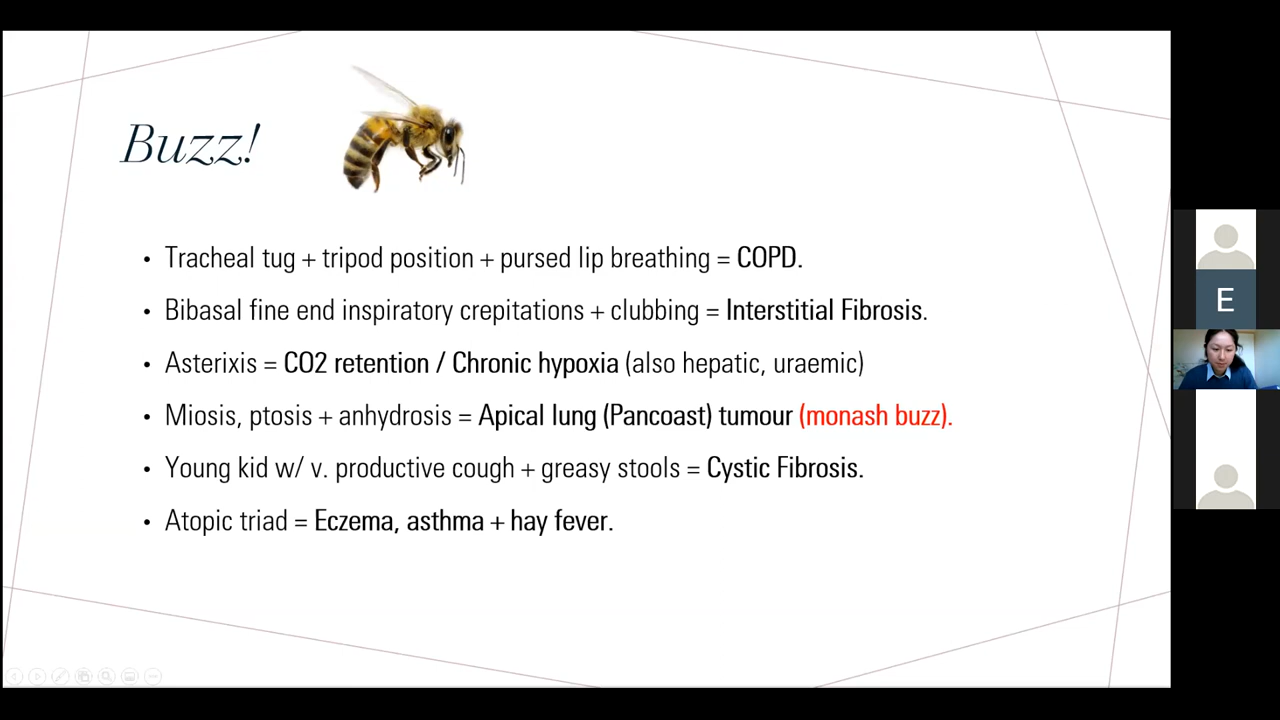 Buzz!
• Tracheal tug + tripod position + pursed lip breathing = COPD.
• Bibasal fine end inspiratory crepitations + clubbing = Interstitial Fibrosis.
• Asterixis = CO2 retention / Chronic hypoxia (also hepatic, uraemic)
• Miosis, ptosis + anhydrosis = Apical lung (Pancoast) tumour (monash buzz).
• Young kid w/ v. productive cough + greasy stools = Cystic Fibrosis.
• Atopic triad = Eczema, asthma + hay fever.
E